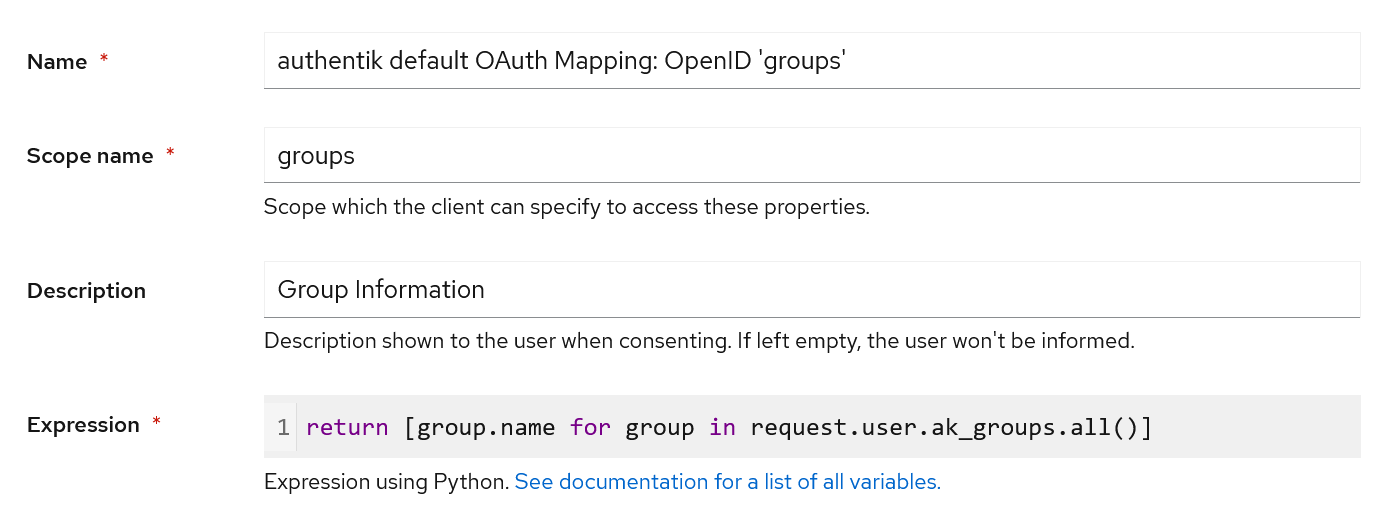 Name *
authentik default OAuth Mapping: OpenID 'groups'
Scope name *
groups
Scope which the client can specify to access these properties.
Description
Group Information
Description shown to the user when consenting. If left empty, the user won't be informed.
Expression *
1 return [group.name for group in request.user.ak_groups.all()]
Expression using Python. See documentation for a list of all variables.